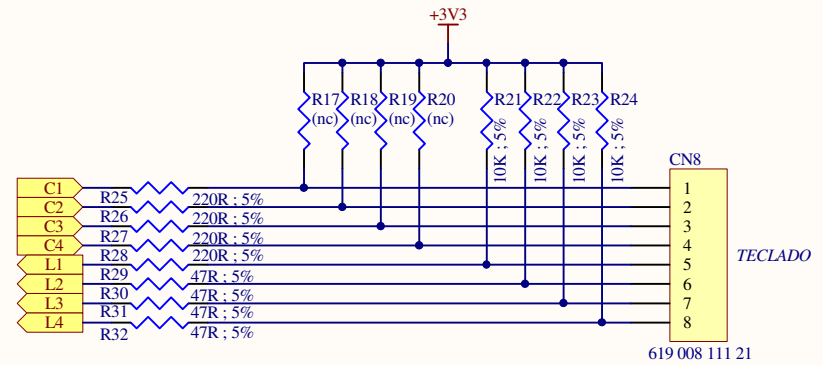 +3V3
R17 R18 R19 R20 R21 R22 R23 R24
(nc) (nc) (nc) (nc) 10K ; 5% 10K ; 5% 10K ; 5% 10K ; 5%
CN8
C1 1
R25 220R ; 5%
C2 2
R26 220R ; 5%
C3 3
R27 220R ; 5%
C4 4
R28 220R ; 5%
L1 5
R29 47R ; 5%
L2 6
R30 47R ; 5%
L3 7
R31 47R ; 5%
L4 8
R32 47R ; 5%
TECLADO
619 008 111 21